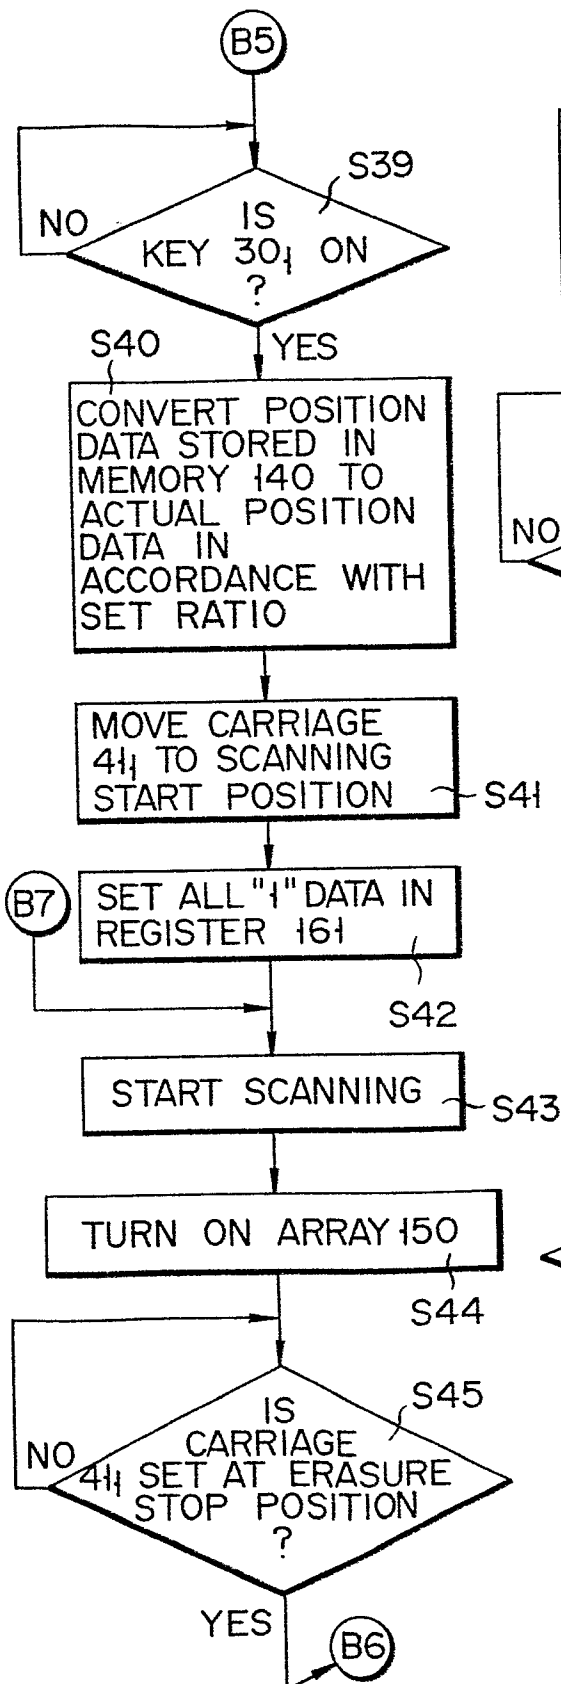 B5
S39
NO
IS
KEY 30₁ ON
?
S40
YES
CONVERT POSITION
DATA STORED IN
MEMORY 140 TO
ACTUAL POSITION
DATA IN
ACCORDANCE WITH
SET RATIO
NO
MOVE CARRIAGE
41₁ TO SCANNING
START POSITION
S41
B7
SET ALL "1" DATA IN
REGISTER 161
S42
START SCANNING
S43
TURN ON ARRAY 150
S44
S45
IS
CARRIAGE
NO
41₁ SET AT ERASURE
STOP POSITION
?
YES
B6